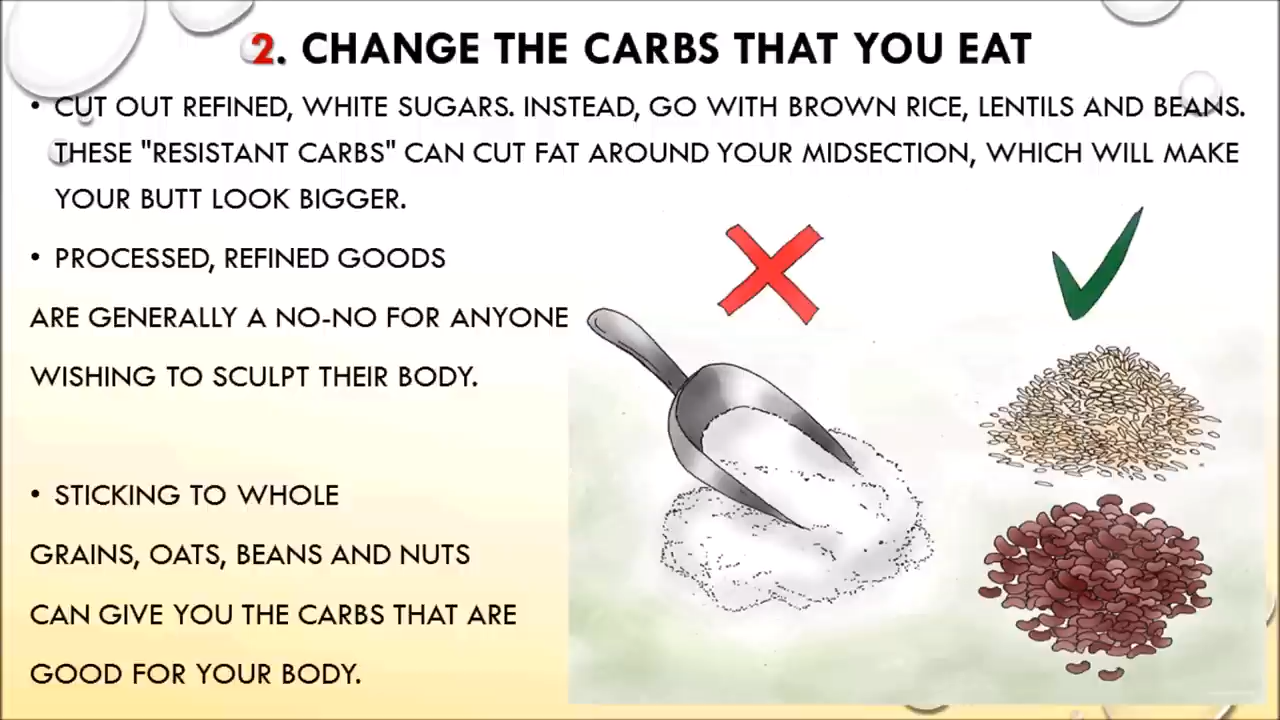 2. CHANGE THE CARBS THAT YOU EAT
• CUT OUT REFINED, WHITE SUGARS. INSTEAD, GO WITH BROWN RICE, LENTILS AND BEANS.
THESE "RESISTANT CARBS" CAN CUT FAT AROUND YOUR MIDSECTION, WHICH WILL MAKE
YOUR BUTT LOOK BIGGER.
• PROCESSED, REFINED GOODS
ARE GENERALLY A NO-NO FOR ANYONE
WISHING TO SCULPT THEIR BODY.
• STICKING TO WHOLE
GRAINS, OATS, BEANS AND NUTS
CAN GIVE YOU THE CARBS THAT ARE
GOOD FOR YOUR BODY.